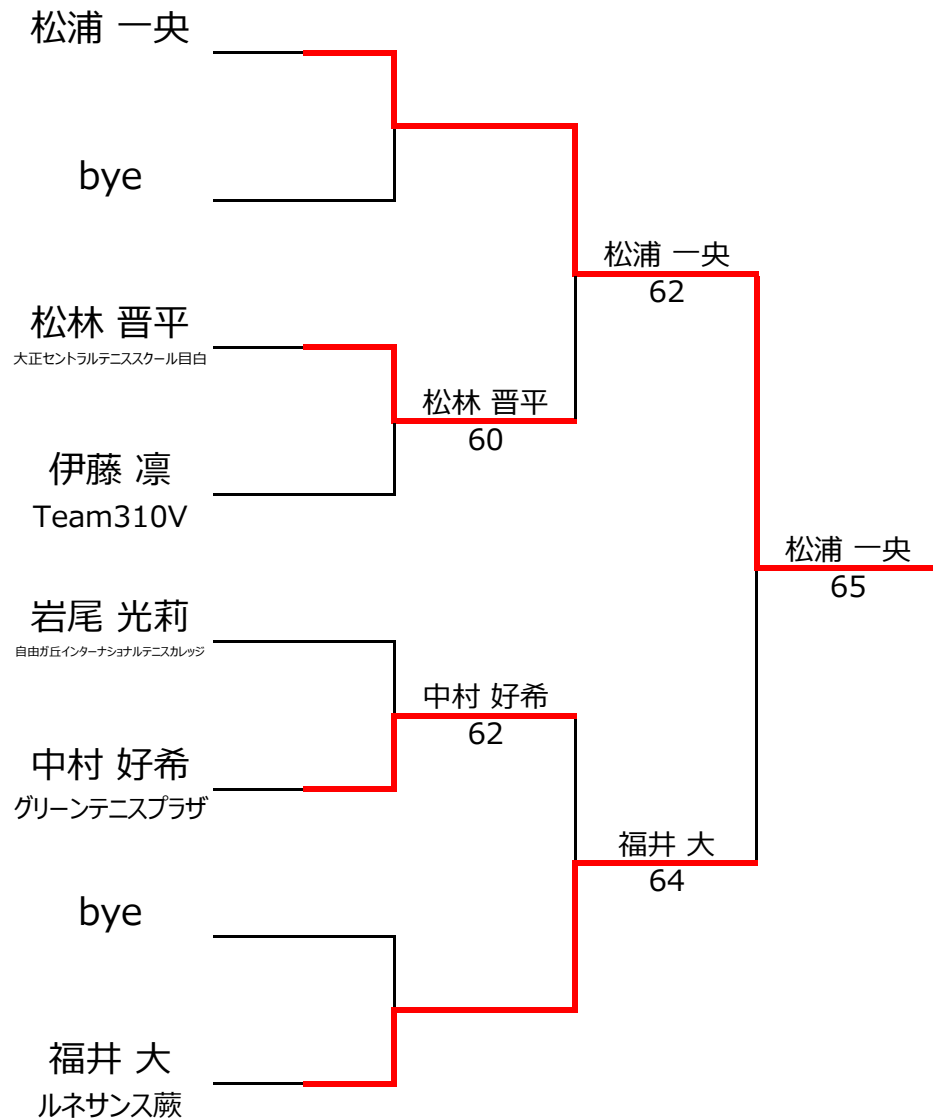 松浦 一央
bye
松林 晋平
大正セントラルテニススクール目白
伊藤 凛
Team310V
岩尾 光莉
自由ガ丘インターナショナルテニスカレッジ
中村 好希
グリーンテニスプラザ
bye
福井 大
ルネサンス蕨
松林 晋平
60
中村 好希
62
松浦 一央
62
福井 大
64
松浦 一央
65